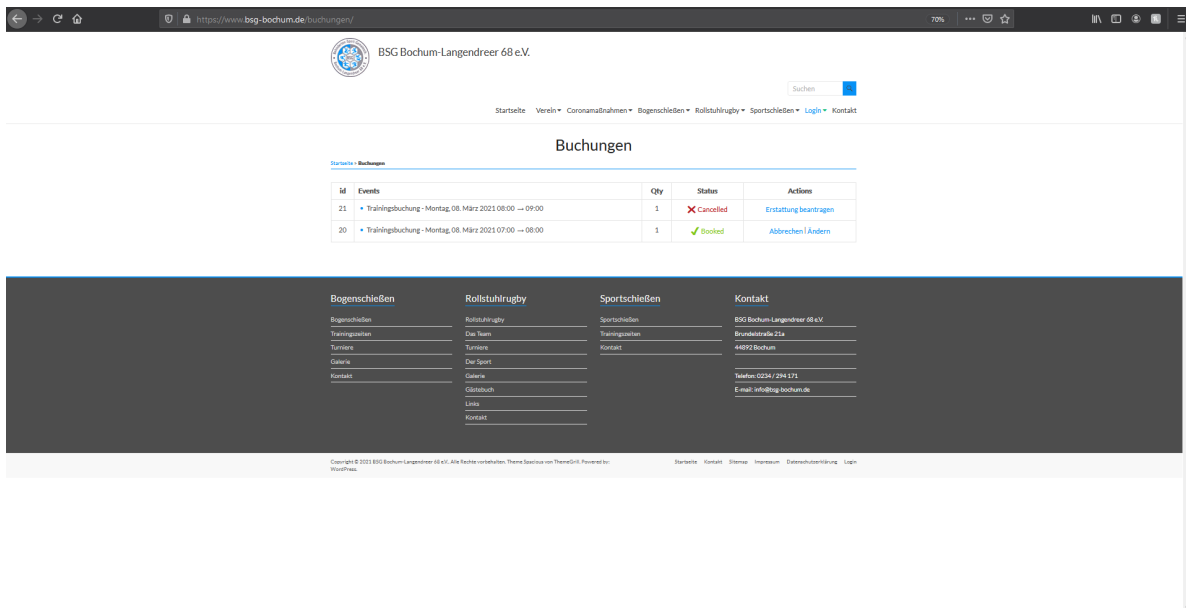 https://www.bsg-bochum.de/buchungen/
70%
BSG Bochum-Langendreer 68 e.V.
Suchen
Startseite Verein Coronamaßnahmen Bogenschießen Rollstuhlrugby Sportschießen Login Kontakt
Buchungen
Startseite » Buchungen
id Events Qty Status Actions
21 Trainingsbuchung - Montag, 08. März 2021 08:00 → 09:00 1 Cancelled Erstattung beantragen
20 Trainingsbuchung - Montag, 08. März 2021 07:00 → 08:00 1 Booked Abbrechen | Ändern
Bogenschießen Rollstuhlrugby Sportschießen Kontakt
Bogenschießen Rollstuhlrugby Sportschießen BSG Bochum-Langendreer 68 e.V.
Trainingszeiten Das Team Trainingszeiten Brundelstraße 21a
Turniere Turniere Kontakt 44892 Bochum
Galerie Der Sport
Kontakt Galerie Telefon: 0234 / 294 171
Gästebuch E-mail: info@bsg-bochum.de
Links
Kontakt
Copyright © 2021 BSG Bochum-Langendreer 68 e.V.. Alle Rechte vorbehalten. Theme Spacious von ThemeGrill. Powered by: Startseite Kontakt Sitemap Impressum Datenschutzerklärung Login
WordPress.